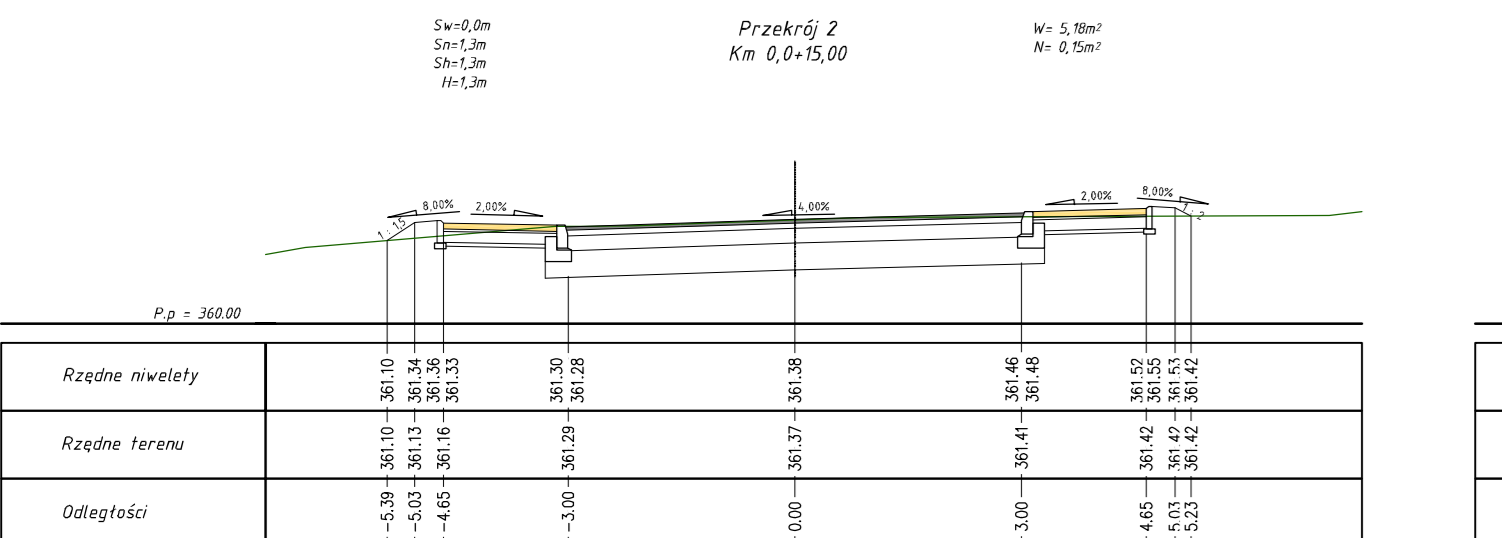 Sw=0,0m
Sn=1,3m
Sh=1,3m
H=1,3m
Przekrój 2
Km 0,0+15,00
W= 5,18m²
N= 0,15m²
1 : 1,5
8,00%
2,00%
4,00%
2,00%
8,00%
1 : 2
P.p = 360.00
Rzędne niwelety
361.10
361.34
361.36
361.33
361.30
361.28
361.38
361.46
361.48
361.52
361.55
361.53
361.42
Rzędne terenu
361.10
361.13
361.16
361.29
361.37
361.41
361.42
361.42
361.42
Odległości
-5.39
-5.03
-4.65
-3.00
0.00
3.00
4.65
5.03
5.23